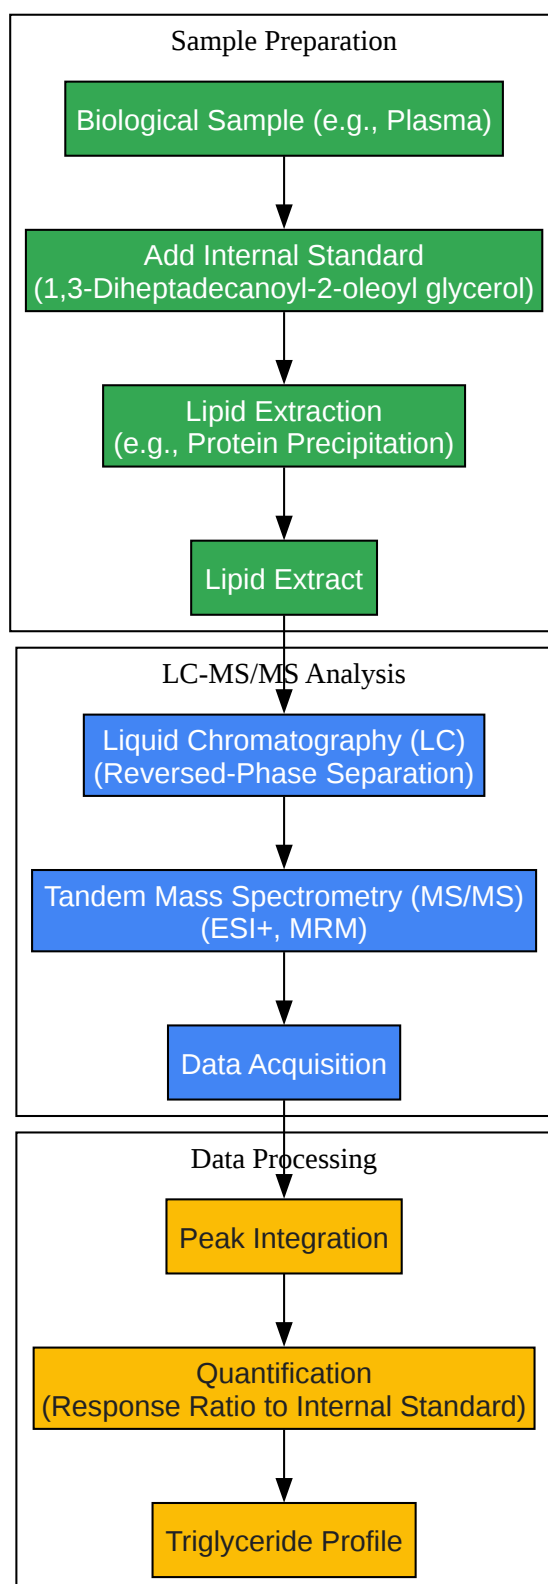 Sample Preparation
Biological Sample (e.g., Plasma)
Add Internal Standard
(1,3-Diheptadecanoyl-2-oleoyl glycerol)
Lipid Extraction
(e.g., Protein Precipitation)
Lipid Extract
LC-MS/MS Analysis
Liquid Chromatography (LC)
(Reversed-Phase Separation)
Tandem Mass Spectrometry (MS/MS)
(ESI+, MRM)
Data Acquisition
Data Processing
Peak Integration
Quantification
(Response Ratio to Internal Standard)
Triglyceride Profile